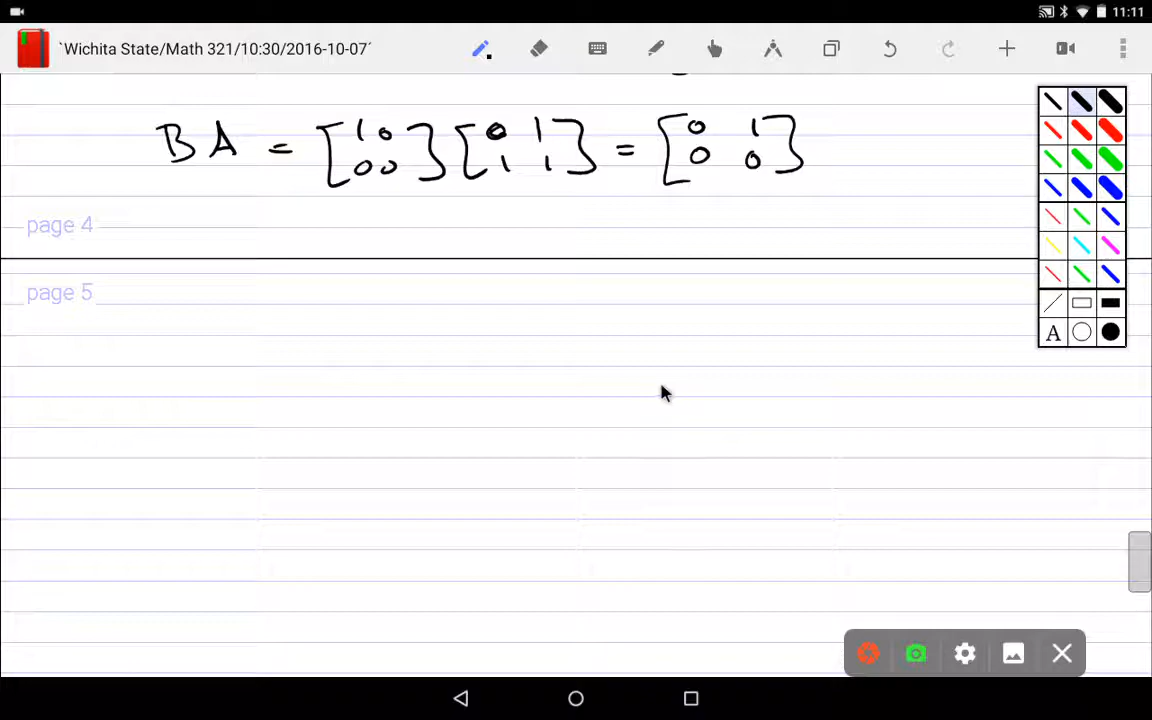 11:11
`Wichita State/Math 321/10:30/2016-10-07´
BA = [1 0 [0 1 = [0 1
0 0] 1 1] 0 0]
page 4
page 5
A